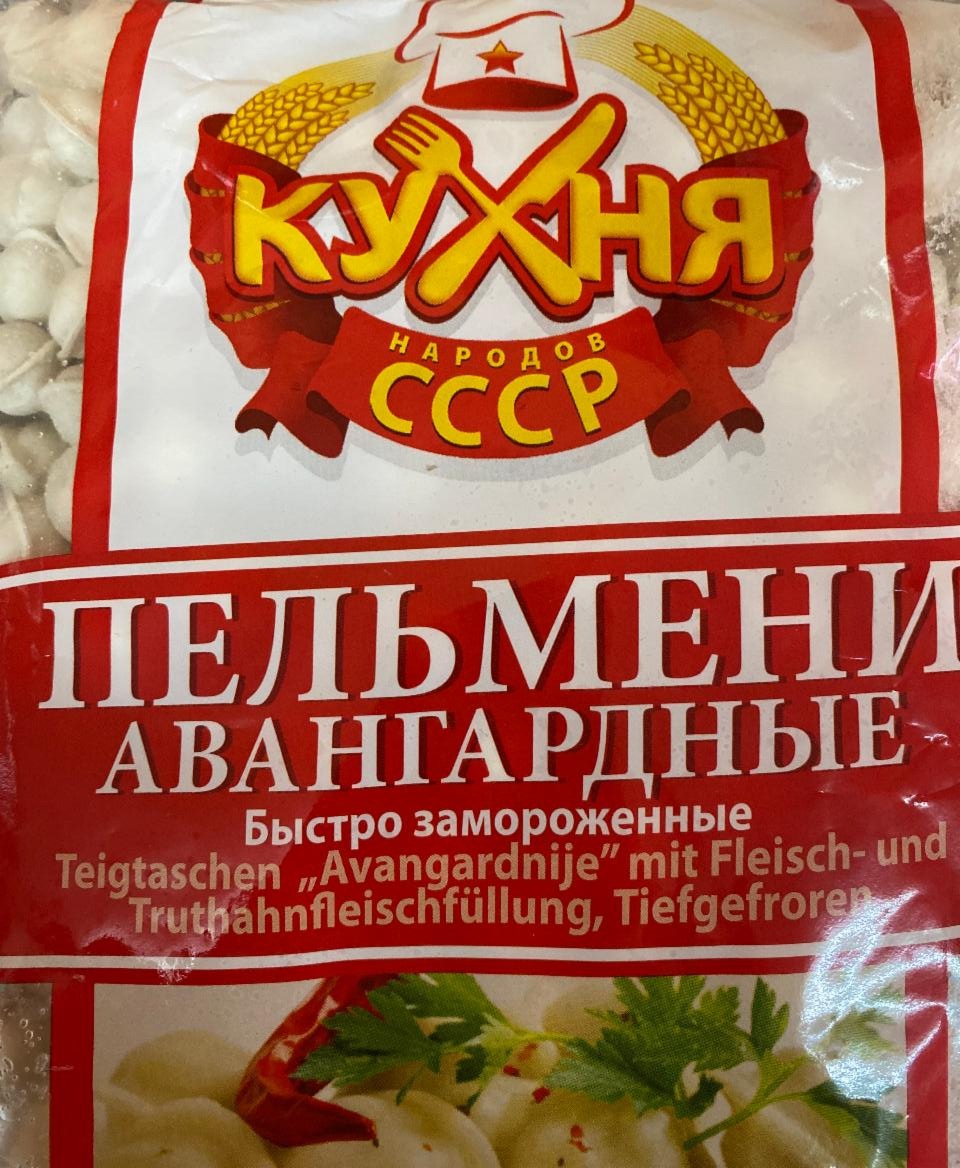 КУХНЯ
НАРОДОВ
СССР
ПЕЛЬМЕНИ
АВАНГАРДНЫЕ
Быстро замороженные
Teigtaschen „Avangardnije” mit Fleisch- und
Truthahnfleischfüllung, Tiefgefroren